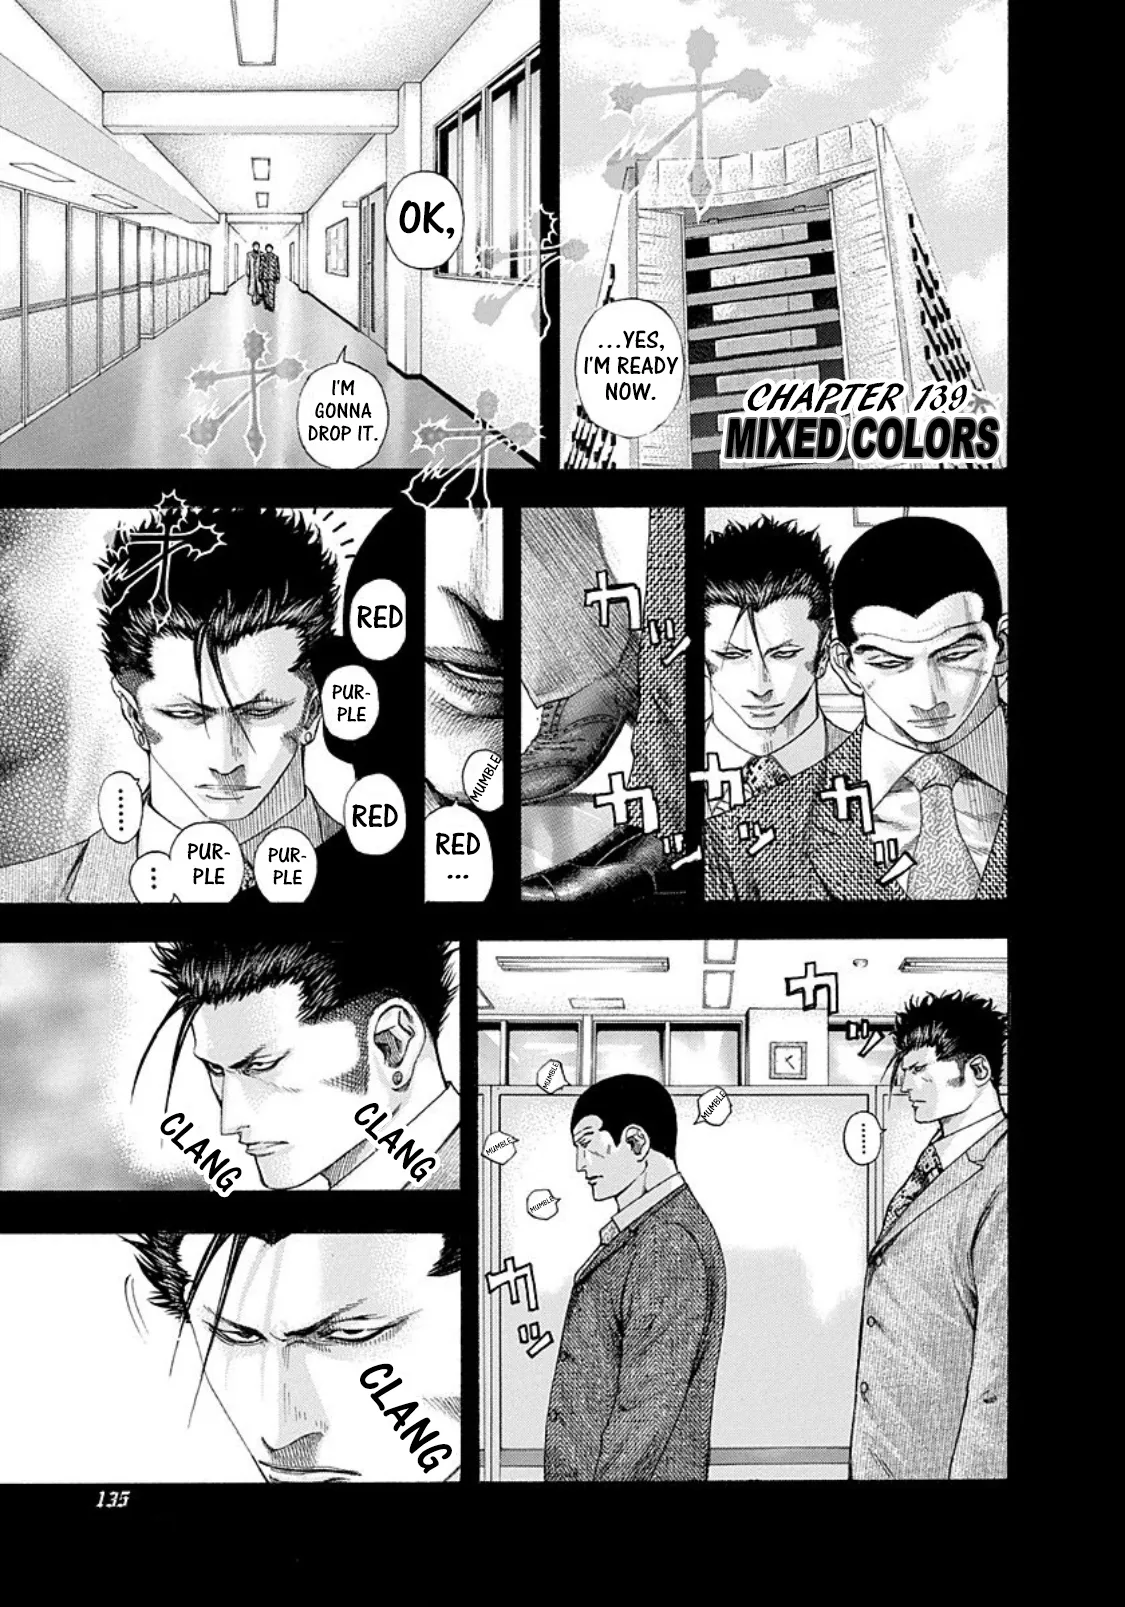 ...YES,
I'M READY
NOW.
CHAPTER 139
MIXED COLORS
OK,
I'M
GONNA
DROP IT.
カ
ッ
カ
ッ
カ
ッ
カ
ッ
MUMBLE
RED
...
RED
PUR-
PLE
RED
PUR-
PLE
PUR-
PLE
......
...
カ
ッ
......
MUMBLE
MUMBLE
MUMBLE
MUMBLE
カ
ッ
CLANG
CLANG
CLANG
135